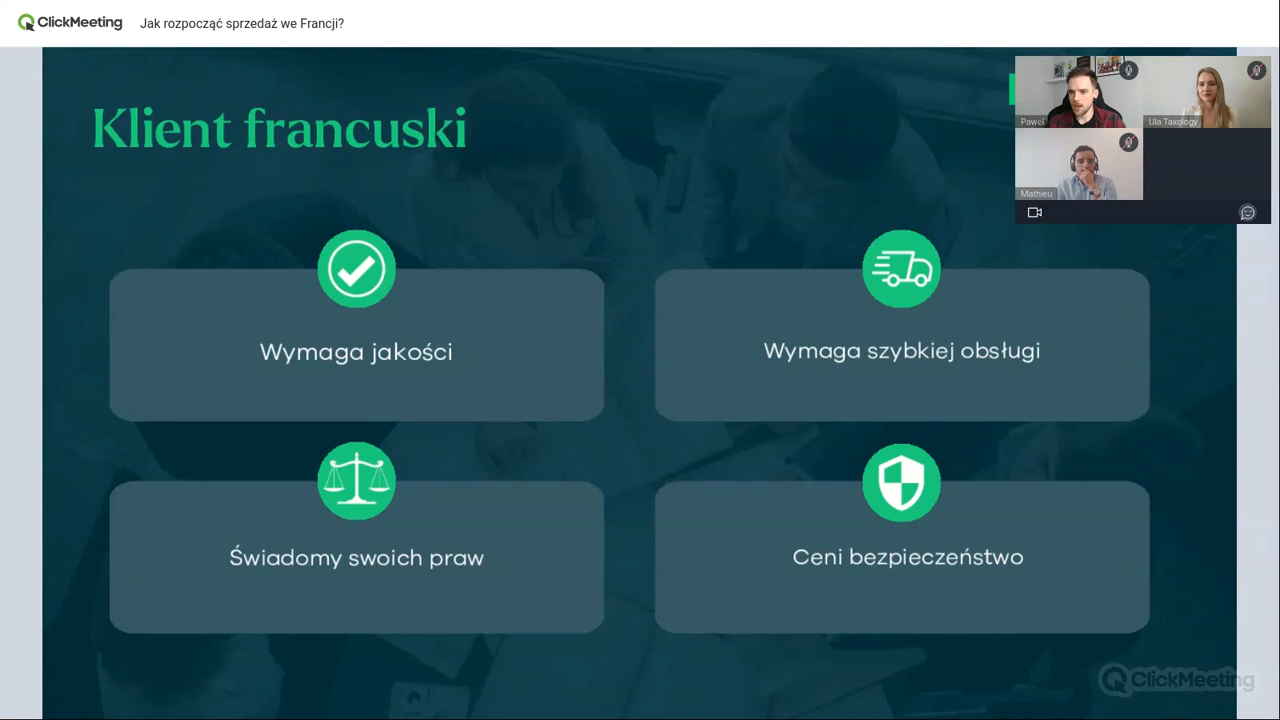 ClickMeeting
Jak rozpocząć sprzedaż we Francji?
Klient francuski
Paweł
Ula Taxology
Mathieu
Wymaga jakości
Wymaga szybkiej obsługi
Świadomy swoich praw
Ceni bezpieczeństwo
ClickMeeting